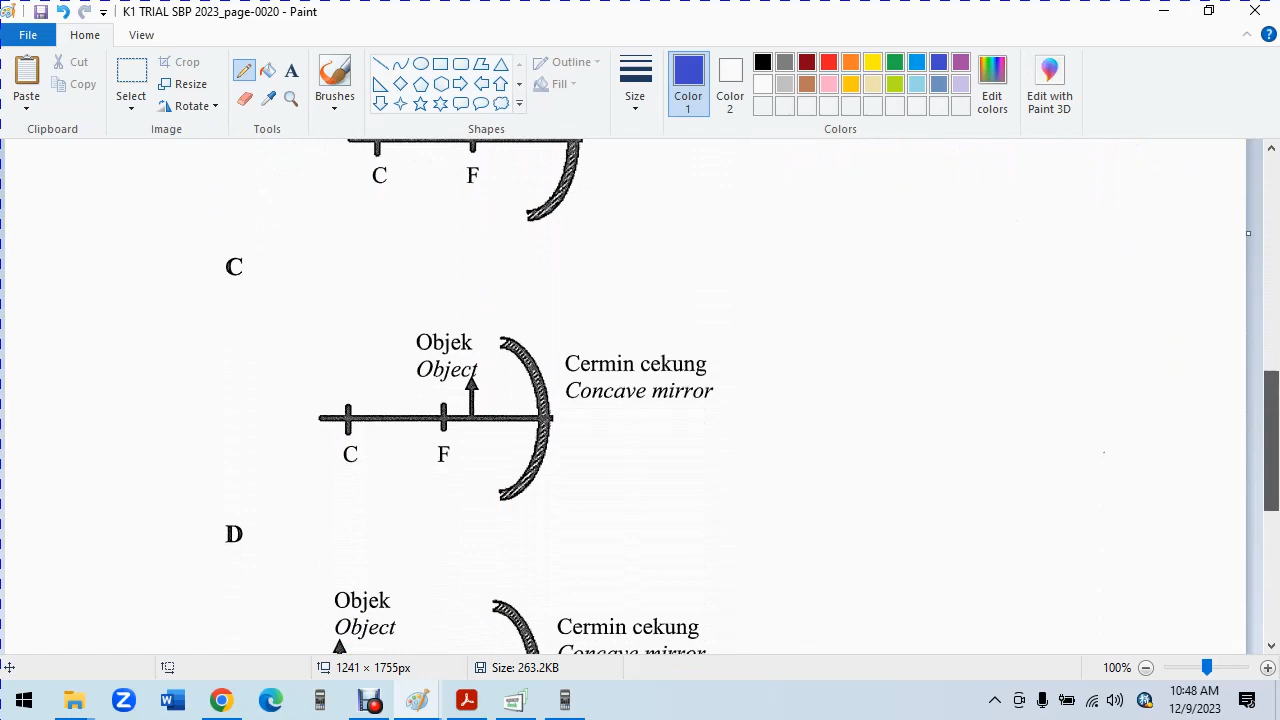 K1 TRIAL SBP 2023_page-0020 - Paint
File
Home
View
Paste
Cut
Copy
Clipboard
Select
Crop
Resize
Rotate
Image
A
Tools
Brushes
Outline
Fill
Shapes
Size
Color 1
Color 2
Edit colors
Colors
Edit with Paint 3D
C
F
C
Objek
Object
Cermin cekung
Concave mirror
C
F
D
Objek
Object
Cermin cekung
Concave mirror
1241 × 1755px
Size: 263.2KB
100%
10:48 AM
12/9/2023